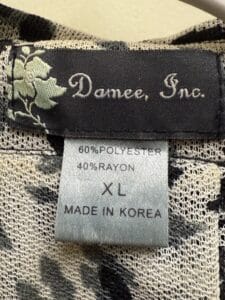 Damee, Inc.
60%POLYESTER
40%RAYON
XL
MADE IN KOREA